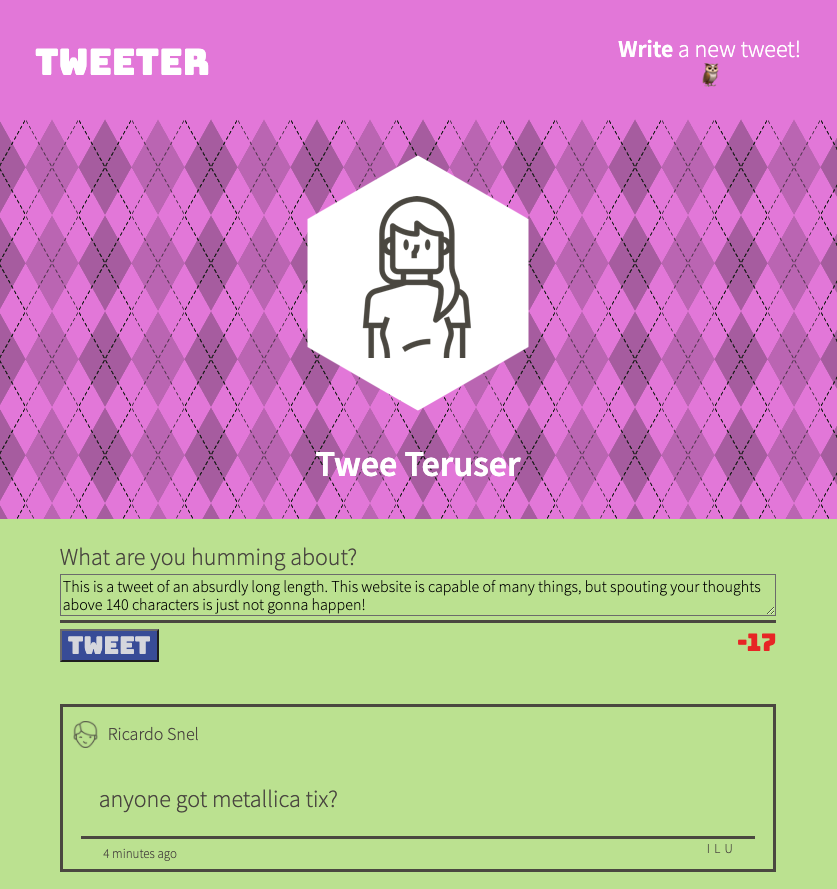 TWEETER
Write a new tweet!
Twee Teruser
What are you humming about?
This is a tweet of an absurdly long length. This website is capable of many things, but spouting your thoughts
above 140 characters is just not gonna happen!
TWEET
-17
Ricardo Snel
anyone got metallica tix?
4 minutes ago
I L U